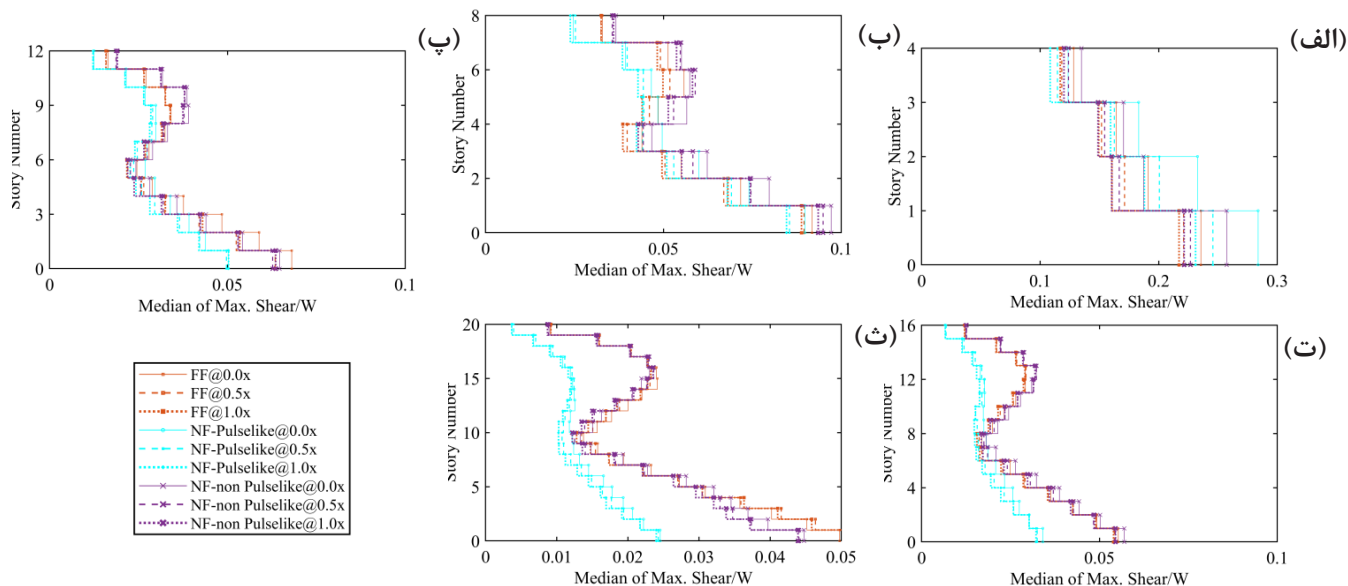 (الف)
4
3
2
1
0
Story Number
0
0.1
0.2
0.3
Median of Max. Shear/W
(ب)
8
6
4
2
0
Story Number
0
0.05
0.1
Median of Max. Shear/W
(پ)
12
9
6
3
0
Story Number
0
0.05
0.1
Median of Max. Shear/W
(ت)
16
12
8
4
0
Story Number
0
0.05
0.1
Median of Max. Shear/W
(ث)
20
15
10
5
0
Story Number
0
0.01
0.02
0.03
0.04
0.05
Median of Max. Shear/W
FF@0.0x
FF@0.5x
FF@1.0x
NF-Pulselike@0.0x
NF-Pulselike@0.5x
NF-Pulselike@1.0x
NF-non Pulselike@0.0x
NF-non Pulselike@0.5x
NF-non Pulselike@1.0x